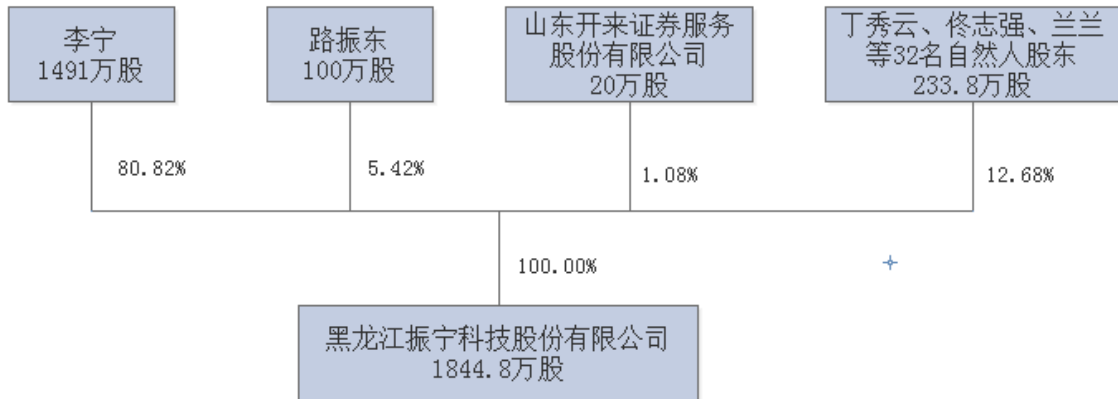 李宁
1491万股
路振东
100万股
山东开来证券服务
股份有限公司
20万股
丁秀云、佟志强、兰兰
等32名自然人股东
233.8万股
80.82%
5.42%
1.08%
12.68%
100.00%
黑龙江振宁科技股份有限公司
1844.8万股